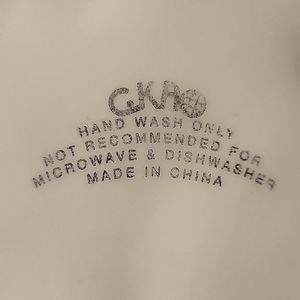 HAND WASH ONLY
NOT RECOMMENDED FOR
MICROWAVE & DISHWASHER
MADE IN CHINA